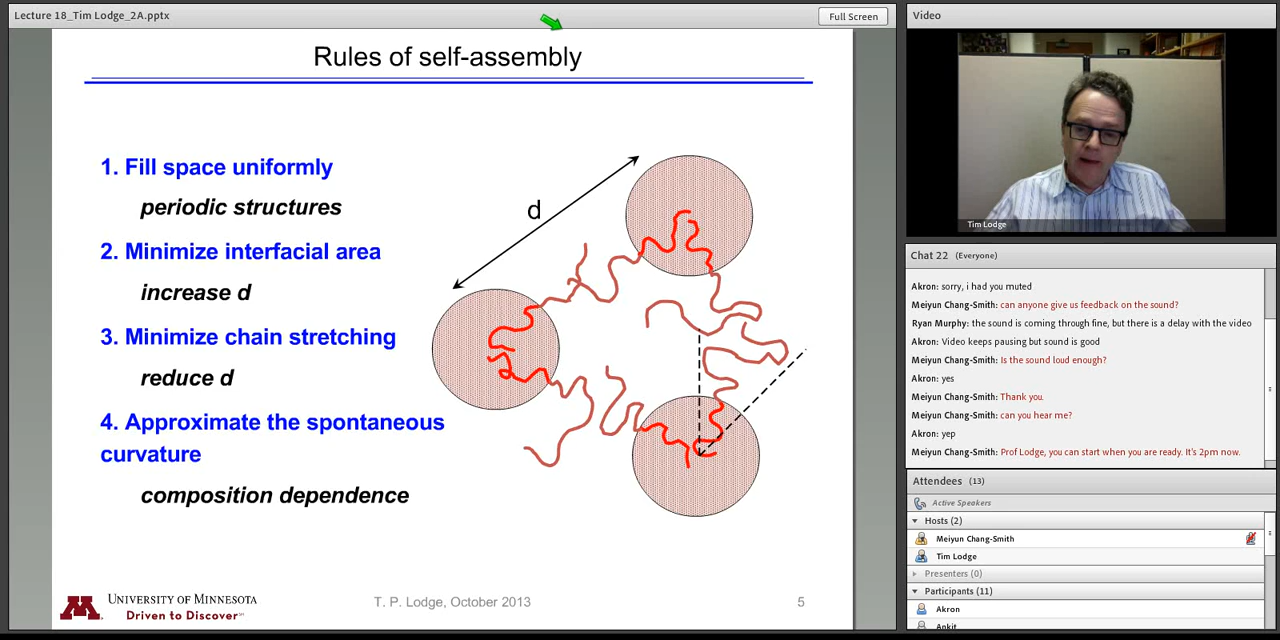 Lecture 18_Tim Lodge_2A.pptx
Full Screen
Rules of self-assembly
1. Fill space uniformly
periodic structures
2. Minimize interfacial area
increase d
3. Minimize chain stretching
reduce d
4. Approximate the spontaneous
curvature
composition dependence
d
UNIVERSITY OF MINNESOTA
Driven to Discover℠
T. P. Lodge, October 2013
5
Video
Tim Lodge
Chat 22 (Everyone)
Akron: sorry, i had you muted
Meiyun Chang-Smith: can anyone give us feedback on the sound?
Ryan Murphy: the sound is coming through fine, but there is a delay with the video
Akron: Video keeps pausing but sound is good
Meiyun Chang-Smith: Is the sound loud enough?
Akron: yes
Meiyun Chang-Smith: Thank you.
Meiyun Chang-Smith: can you hear me?
Akron: yep
Meiyun Chang-Smith: Prof Lodge, you can start when you are ready. It's 2pm now.
Attendees (13)
Active Speakers
Hosts (2)
Meiyun Chang-Smith
Tim Lodge
Presenters (0)
Participants (11)
Akron
Ankit